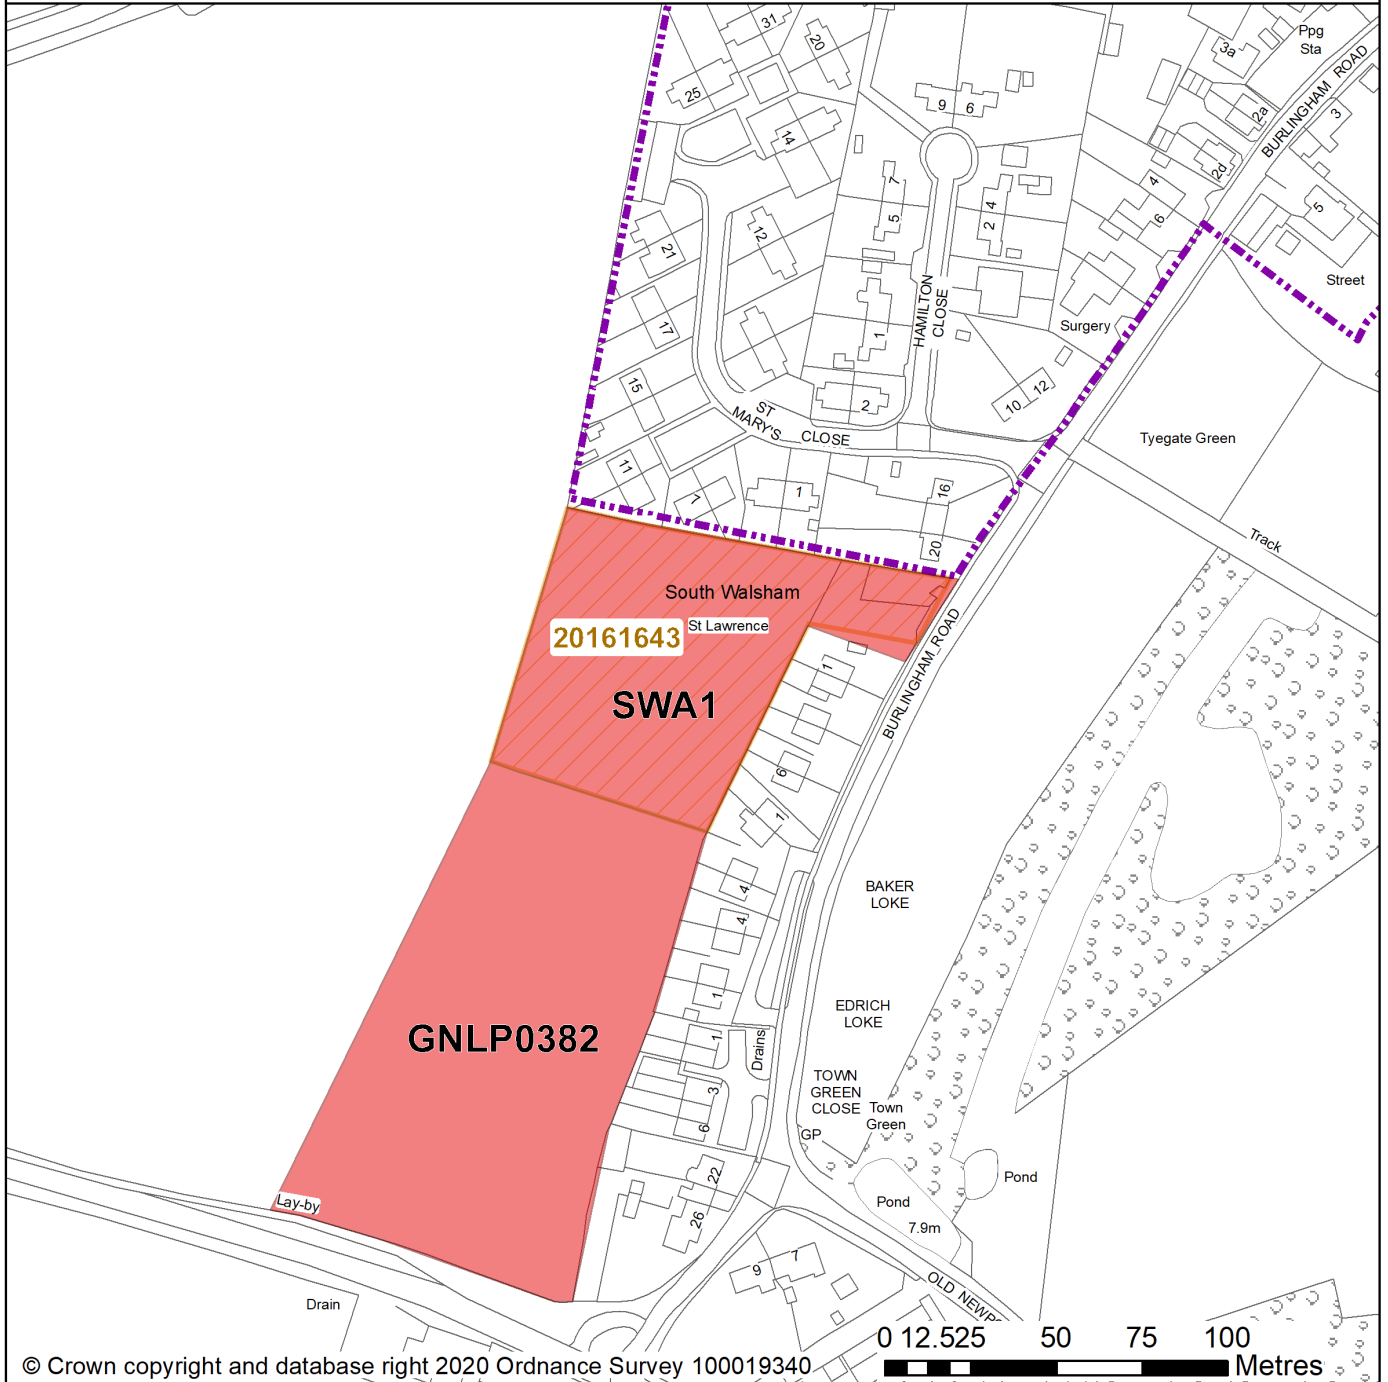 31
20
3a
Ppg
Sta
25
9 6
2a
3
BURLINGHAM ROAD
14
2d
7
4
5
4
2
6
5
21
12
Street
HAMILTON
CLOSE
17
1
Surgery
15
2
10 12
ST
MARY'S CLOSE
Tyegate Green
11
7
1
16
20
Track
South Walsham
St Lawrence
20161643
SWA1
1
BURLINGHAM ROAD
6
1
4
BAKER
LOKE
4
1
EDRICH
LOKE
GNLP0382
1
Drains
TOWN
GREEN
CLOSE
3
Town
Green
6
GP
22
Pond
Lay-by
Pond
26
7.9m
9 7
OLD NEWP
Drain
0 12.525 50 75 100
Metres
© Crown copyright and database right 2020 Ordnance Survey 100019340